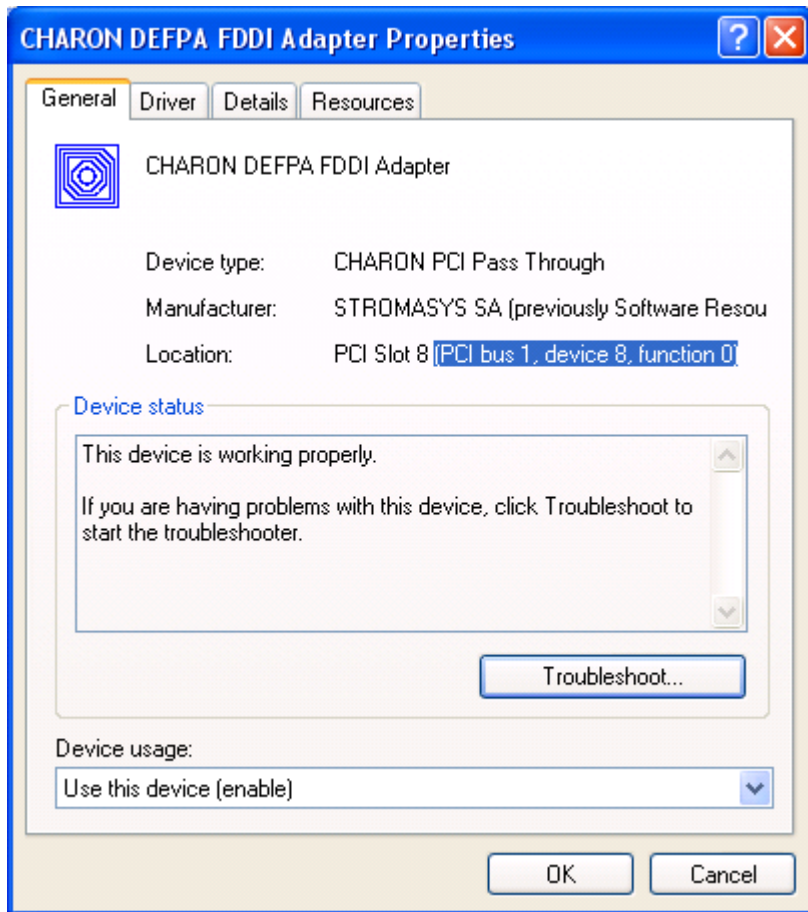 CHARON DEFPA FDDI Adapter Properties
General Driver Details Resources
CHARON DEFPA FDDI Adapter
Device type: CHARON PCI Pass Through
Manufacturer: STROMASYS SA (previously Software Resou
Location: PCI Slot 8 (PCI bus 1, device 8, function 0)
Device status
This device is working properly.
If you are having problems with this device, click Troubleshoot to
start the troubleshooter.
Troubleshoot...
Device usage:
Use this device (enable)
OK Cancel